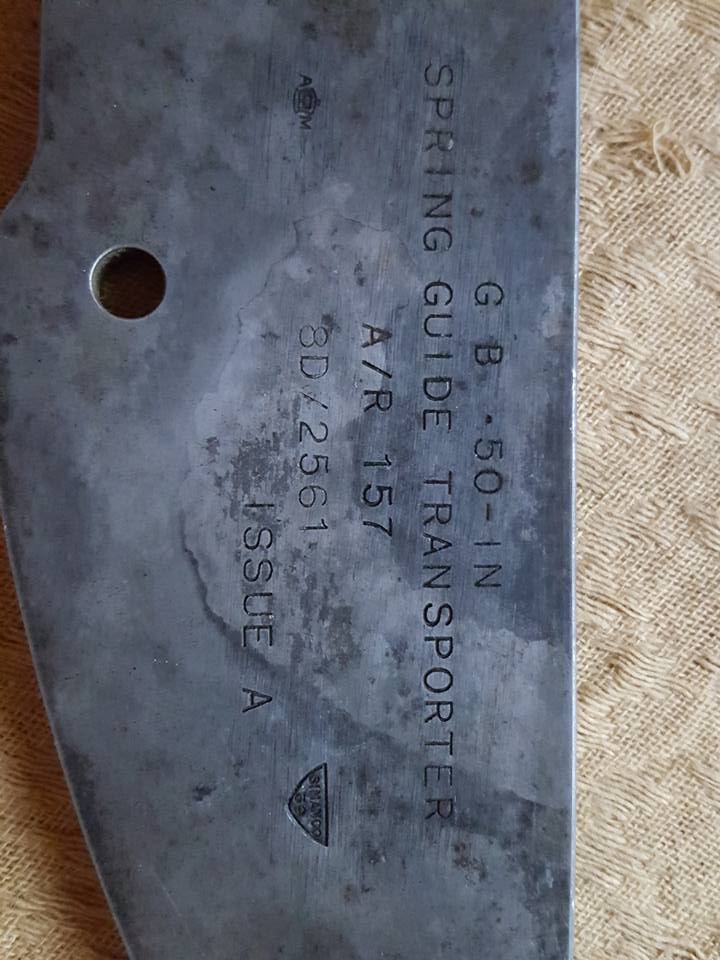 G B .50-IN
SPRING GUIDE TRANSPORTER
A/R 157
A M
8D/2561
ISSUE A